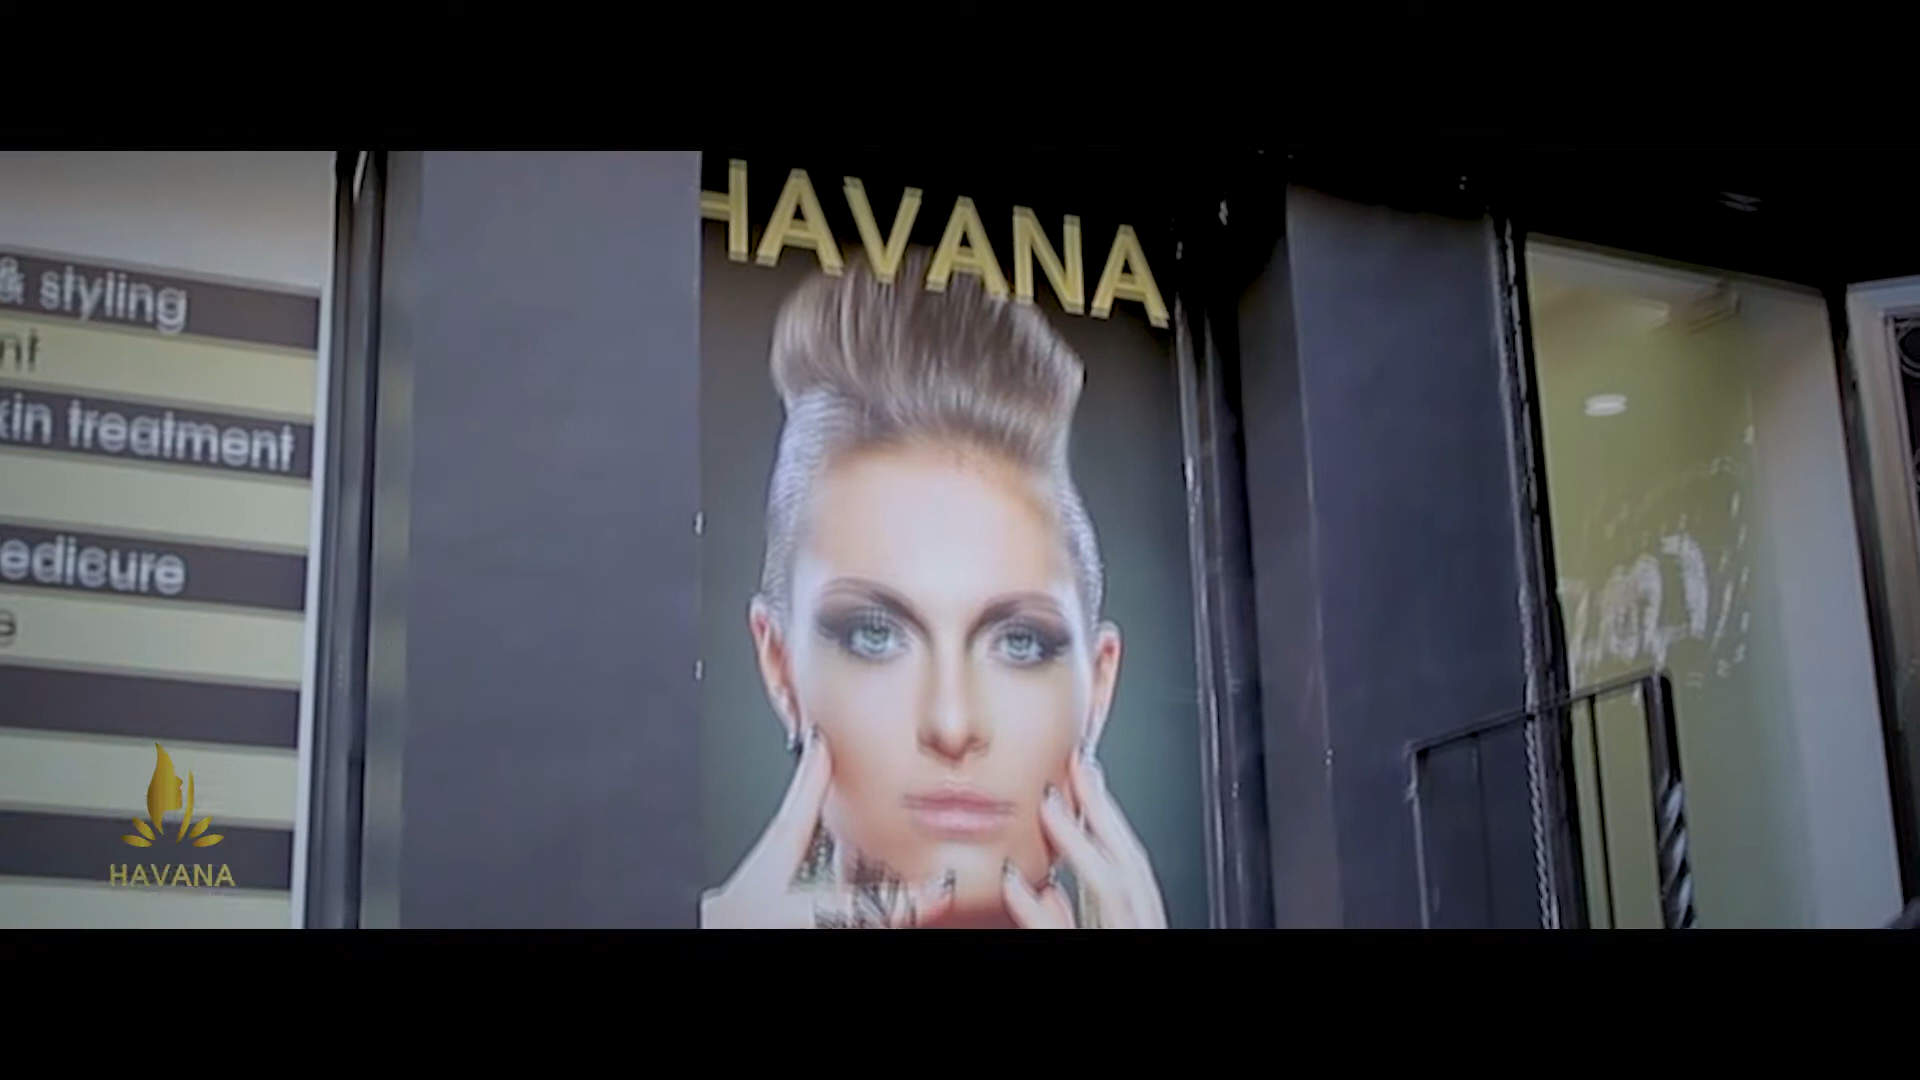 HAVANA
& styling
nt
kin treatment
edicure
e
HAVANA